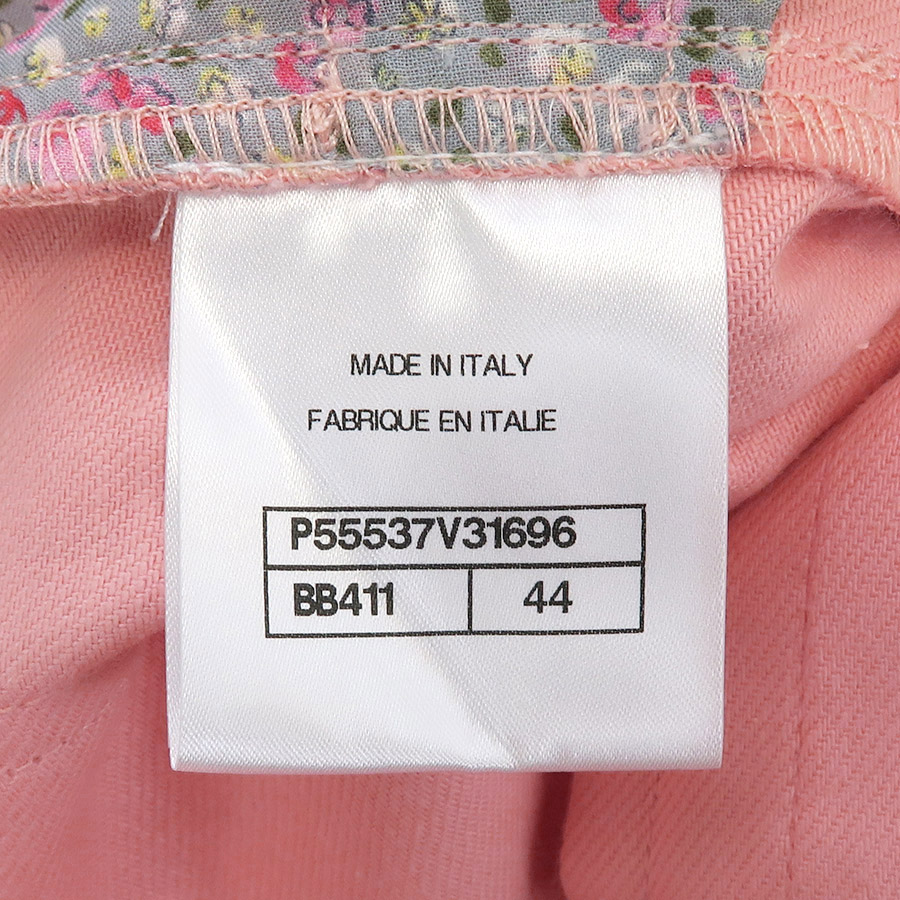 MADE IN ITALY
FABRIQUE EN ITALIE
P55537V31696
BB411 44